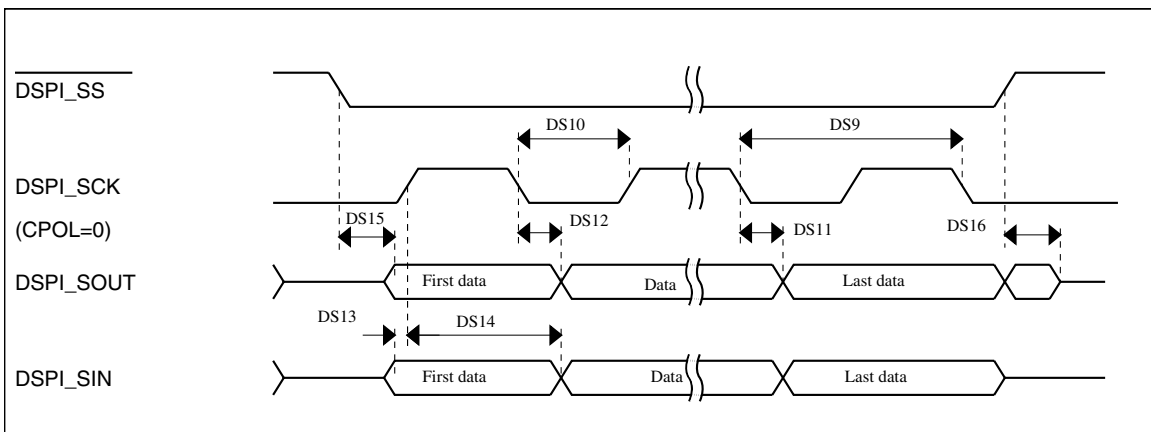 DSPI_SS
DS10
DS9
DSPI_SCK
(CPOL=0)
DS15
DS12
DS11
DS16
DSPI_SOUT
First data
Data
Last data
DS13
DS14
DSPI_SIN
First data
Data
Last data